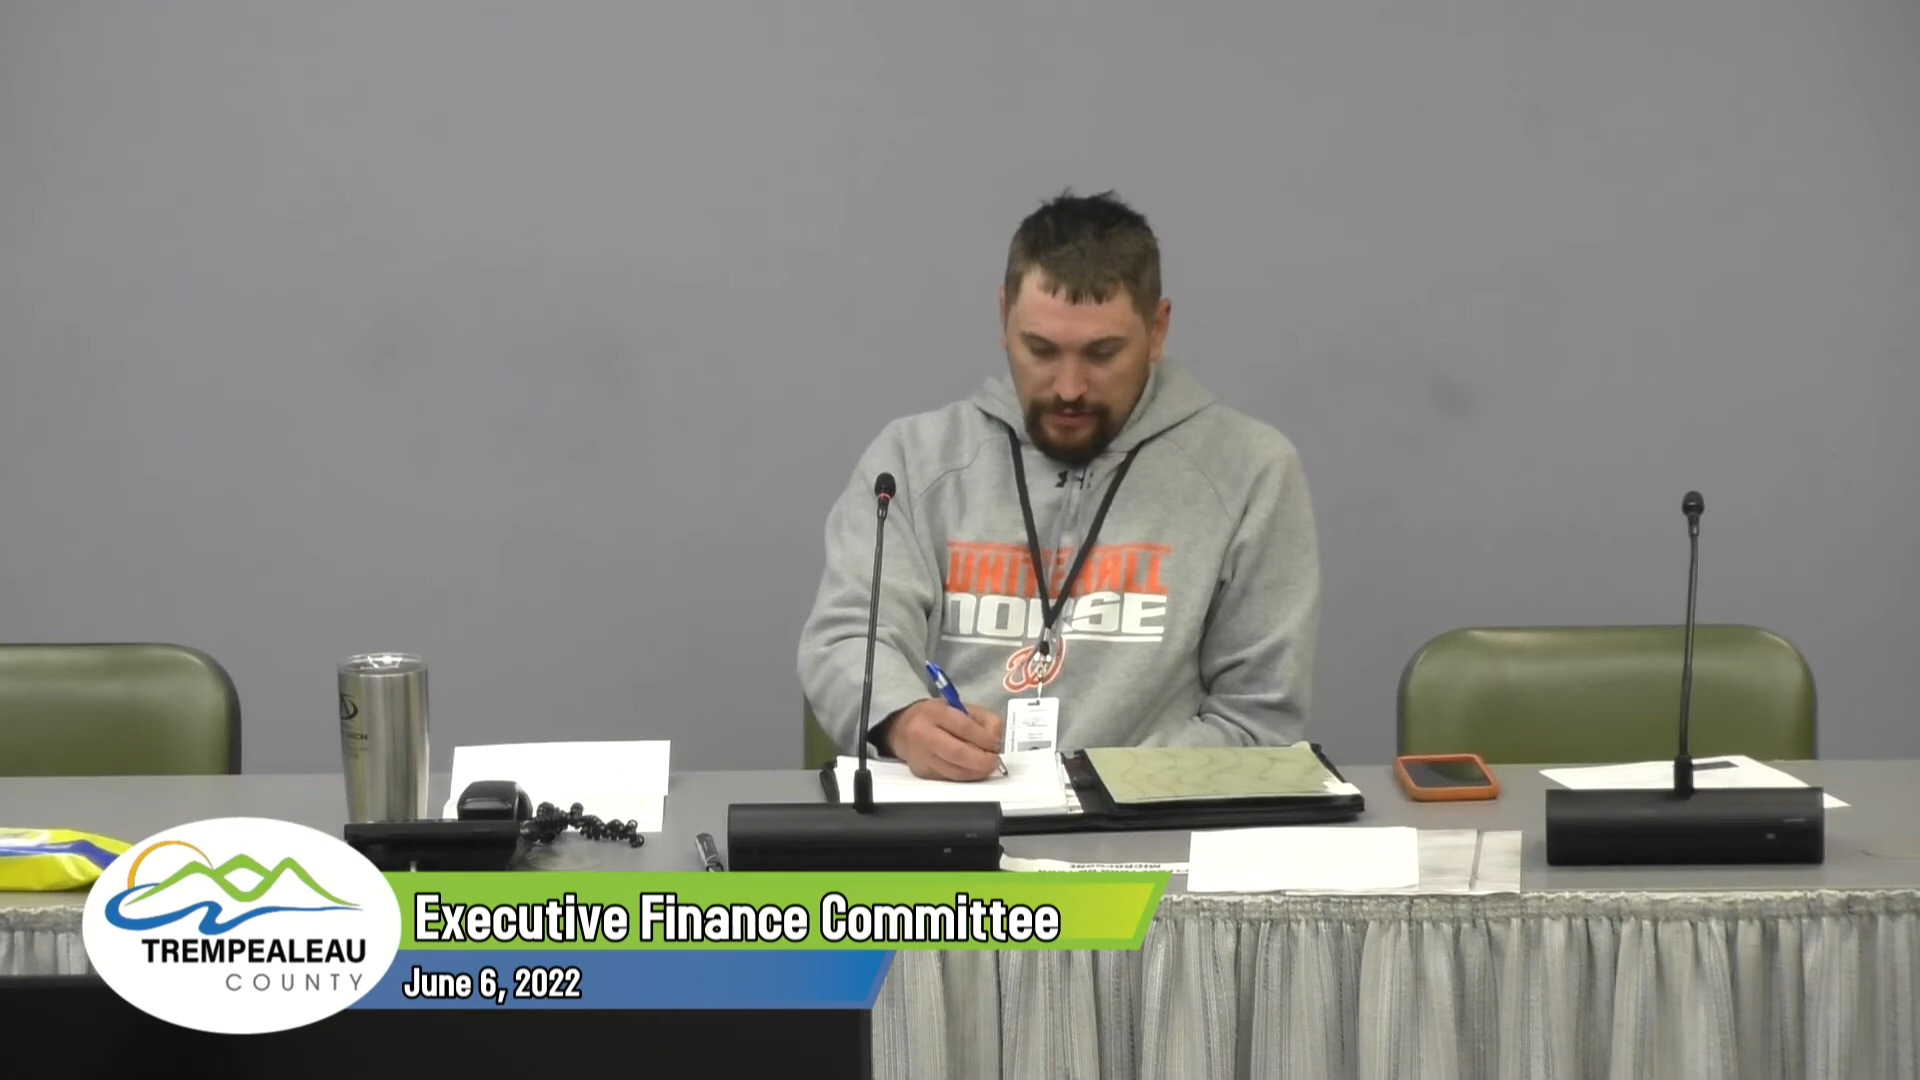 WHITEHALL
NORSE
W
TREMPEALEAU
COUNTY
Executive Finance Committee
June 6, 2022